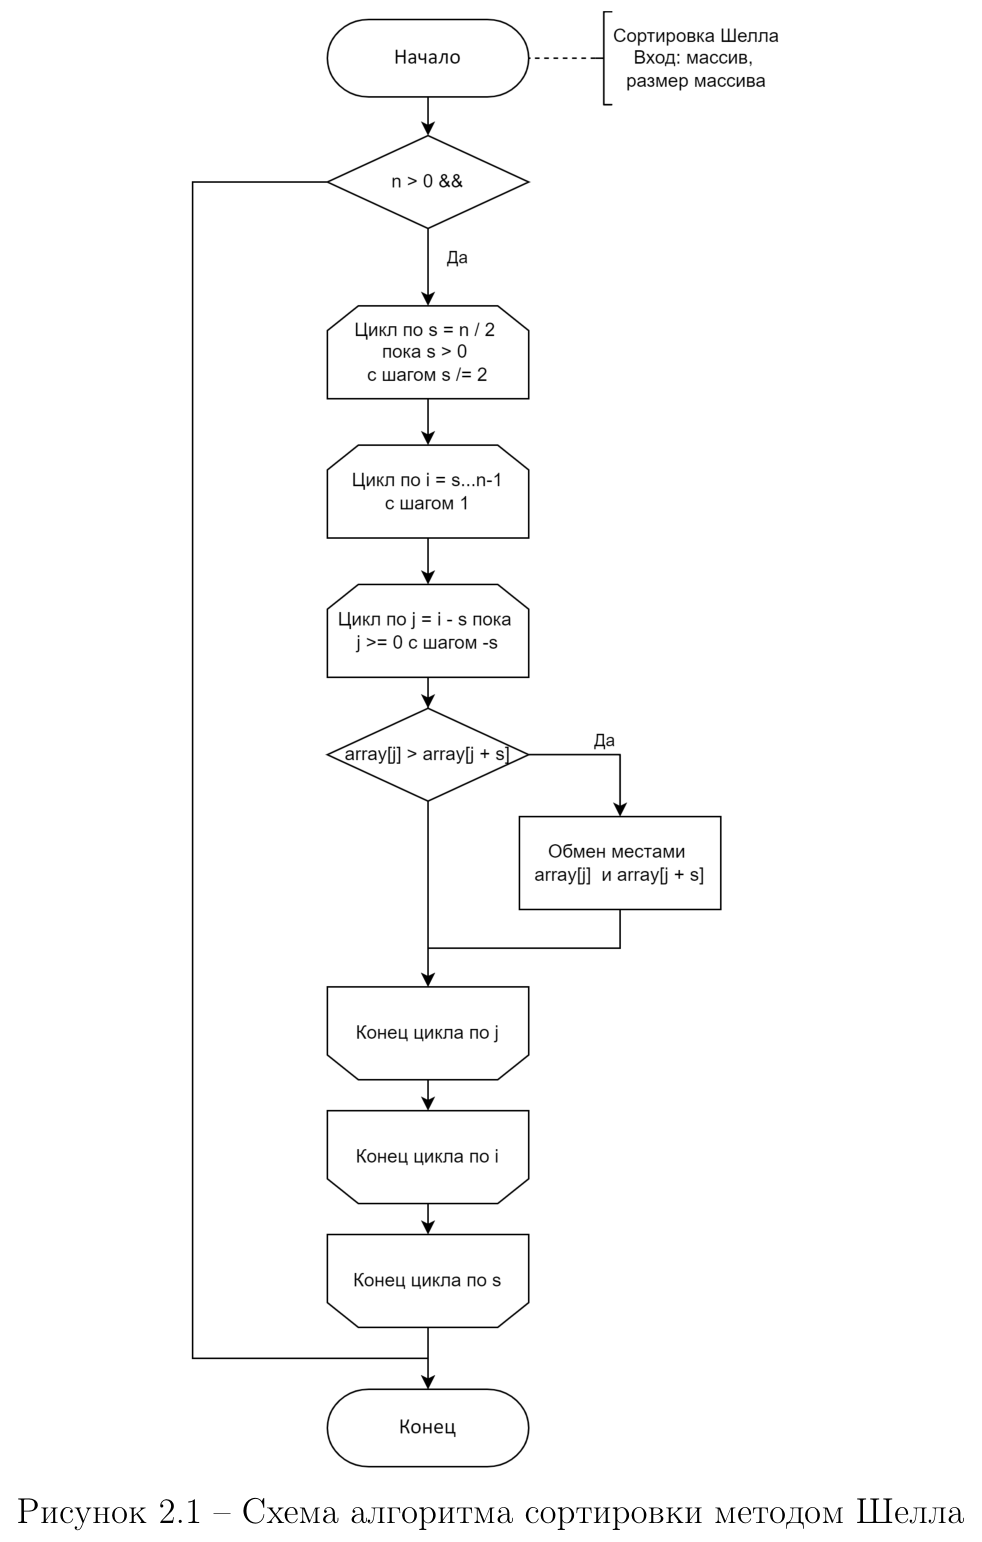 Начало
Сортировка Шелла
Вход: массив,
размер массива
n > 0 &&
Да
Цикл по s = n / 2
пока s > 0
с шагом s /= 2
Цикл по i = s...n-1
с шагом 1
Цикл по j = i - s пока
j >= 0 с шагом -s
array[j] > array[j + s]
Да
Обмен местами
array[j] и array[j + s]
Конец цикла по j
Конец цикла по i
Конец цикла по s
Конец
Рисунок 2.1 – Схема алгоритма сортировки методом Шелла